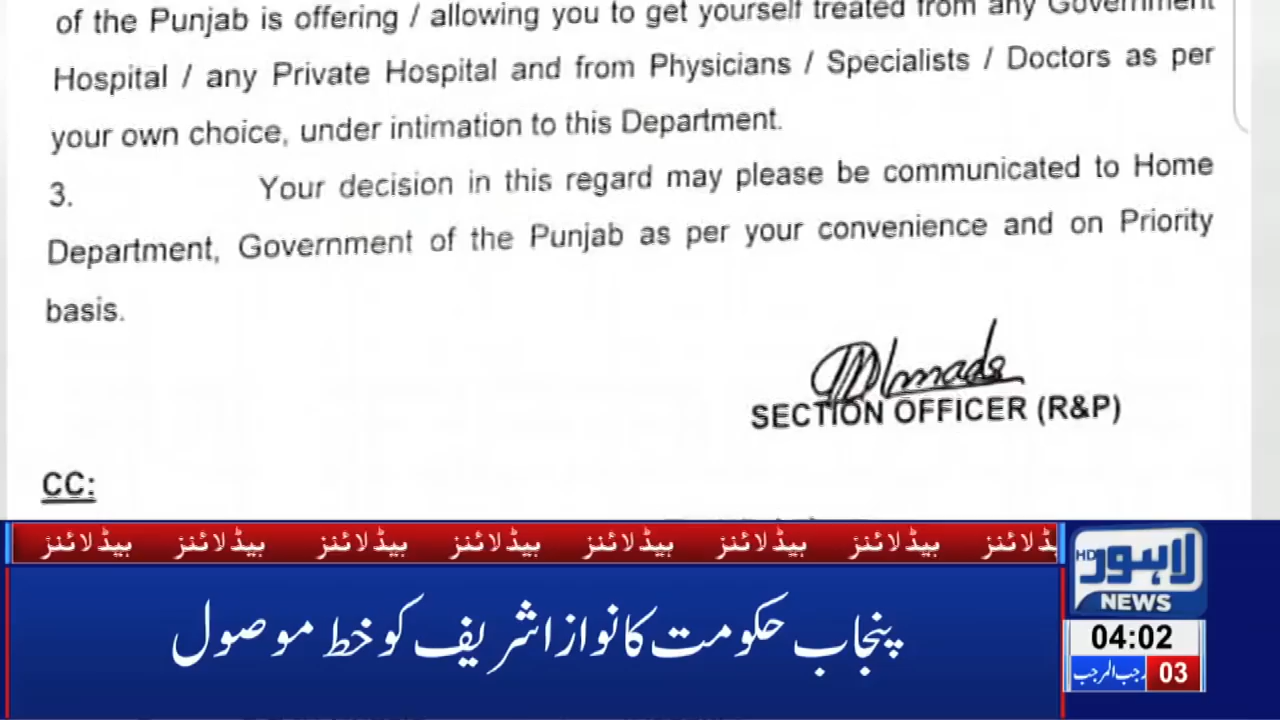 of the Punjab is offering / allowing you to get yourself treated from any Government
Hospital / any Private Hospital and from Physicians / Specialists / Doctors as per
your own choice, under intimation to this Department.
3. Your decision in this regard may please be communicated to Home
Department, Government of the Punjab as per your convenience and on Priority
basis.
SECTION OFFICER (R&P)
CC:
ہیڈلائنز ہیڈلائنز ہیڈلائنز ہیڈلائنز ہیڈلائنز ہیڈلائنز ہیڈلائنز ہیڈلائنز
پنجاب حکومت کا نواز شریف کو خط موصول
لاہور HD
NEWS
04:02
رجب المرجب 03